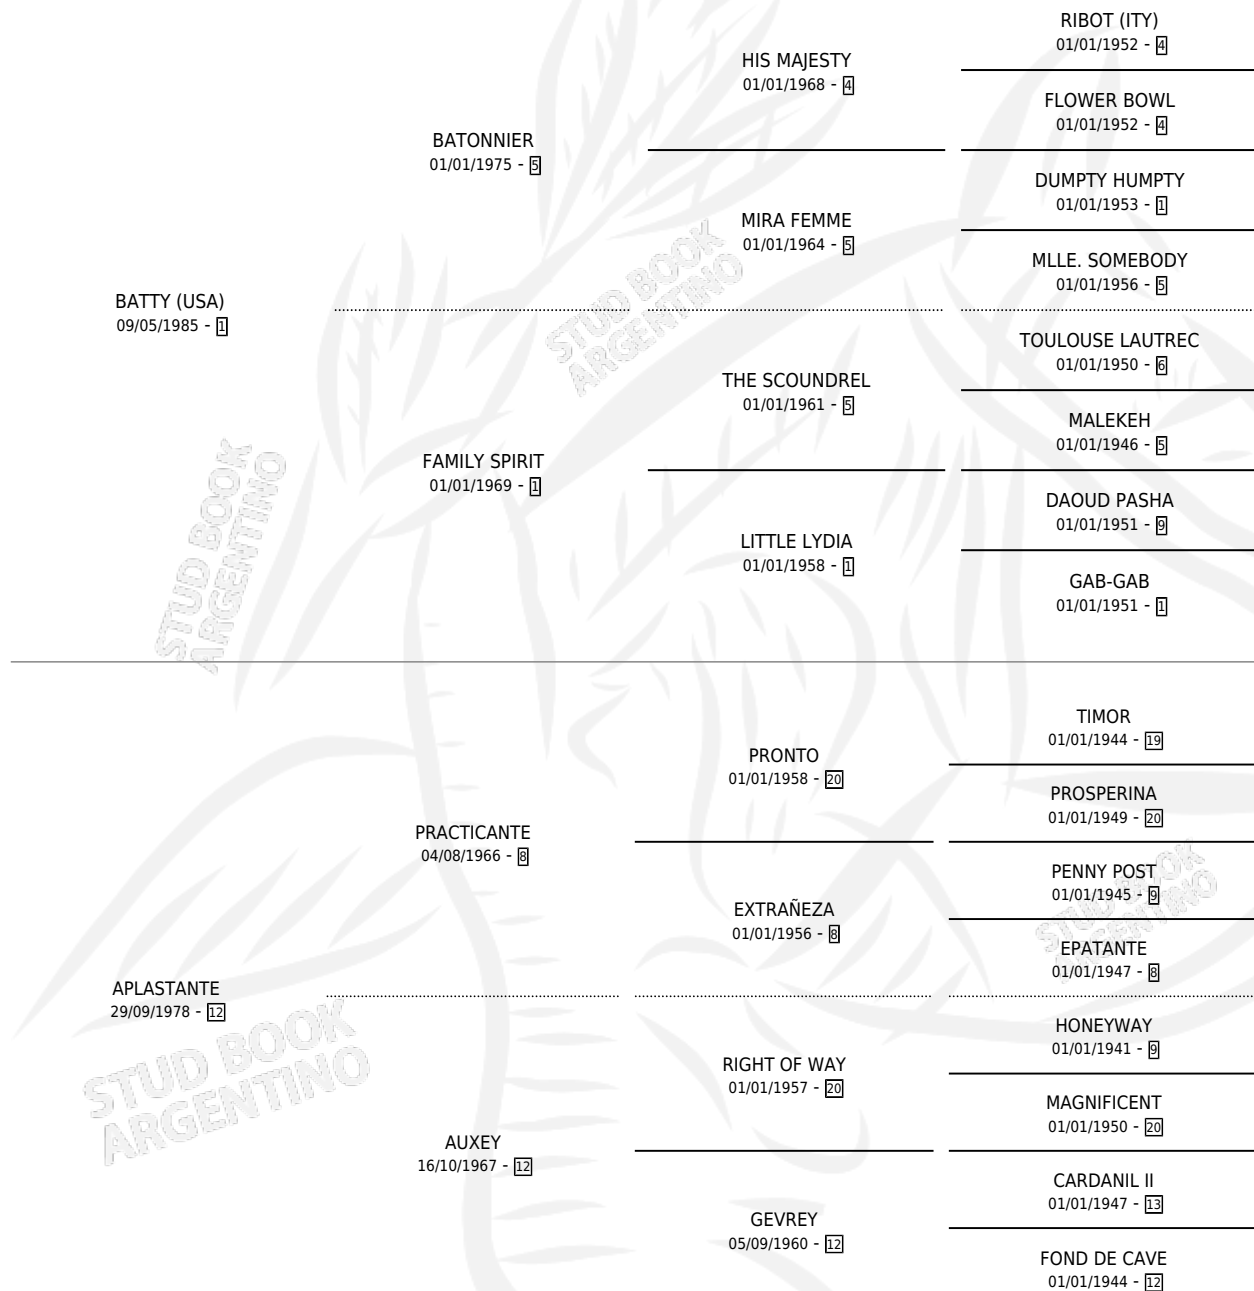 RIBOT (ITY)
01/01/1952 - 4
HIS MAJESTY
01/01/1968 - 4
FLOWER BOWL
01/01/1952 - 4
BATONNIER
01/01/1975 - 5
DUMPTY HUMPTY
01/01/1953 - 1
MIRA FEMME
01/01/1964 - 5
MLLE. SOMEBODY
01/01/1956 - 5
BATTY (USA)
09/05/1985 - 1
TOULOUSE LAUTREC
01/01/1950 - 6
THE SCOUNDREL
01/01/1961 - 5
MALEKEH
01/01/1946 - 5
FAMILY SPIRIT
01/01/1969 - 1
DAOUD PASHA
01/01/1951 - 9
LITTLE LYDIA
01/01/1958 - 1
GAB-GAB
01/01/1951 - 1
TIMOR
01/01/1944 - 19
PRONTO
01/01/1958 - 20
PROSPERINA
01/01/1949 - 20
PRACTICANTE
04/08/1966 - 8
PENNY POST
01/01/1945 - 9
EXTRAÑEZA
01/01/1956 - 8
EPATANTE
01/01/1947 - 8
APLASTANTE
29/09/1978 - 12
HONEYWAY
01/01/1941 - 9
RIGHT OF WAY
01/01/1957 - 20
MAGNIFICENT
01/01/1950 - 20
AUXEY
16/10/1967 - 12
CARDANIL II
01/01/1947 - 13
GEVREY
05/09/1960 - 12
FOND DE CAVE
01/01/1944 - 12
STUD BOOK
ARGENTINO
STUD BOOK
ARGENTINO
STUD BOOK
ARGENTINO
STUD BOOK
ARGENTINO